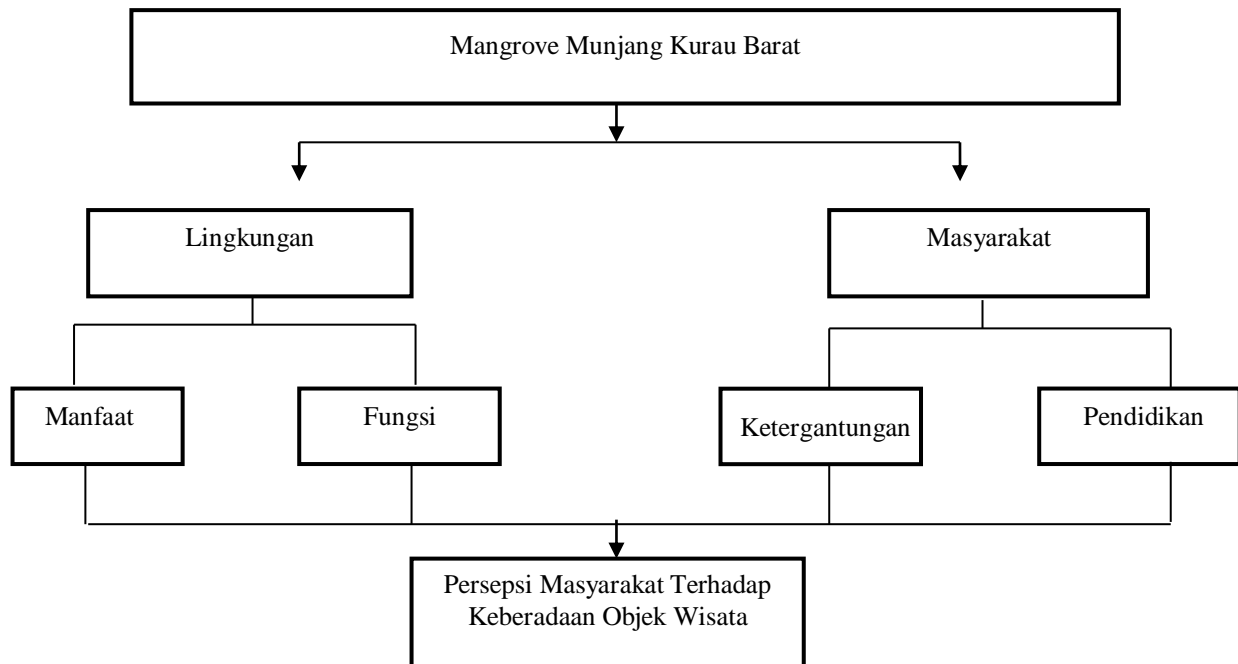 Mangrove Munjang Kurau Barat
Lingkungan
Masyarakat
Manfaat
Fungsi
Ketergantungan
Pendidikan
Persepsi Masyarakat Terhadap
Keberadaan Objek Wisata